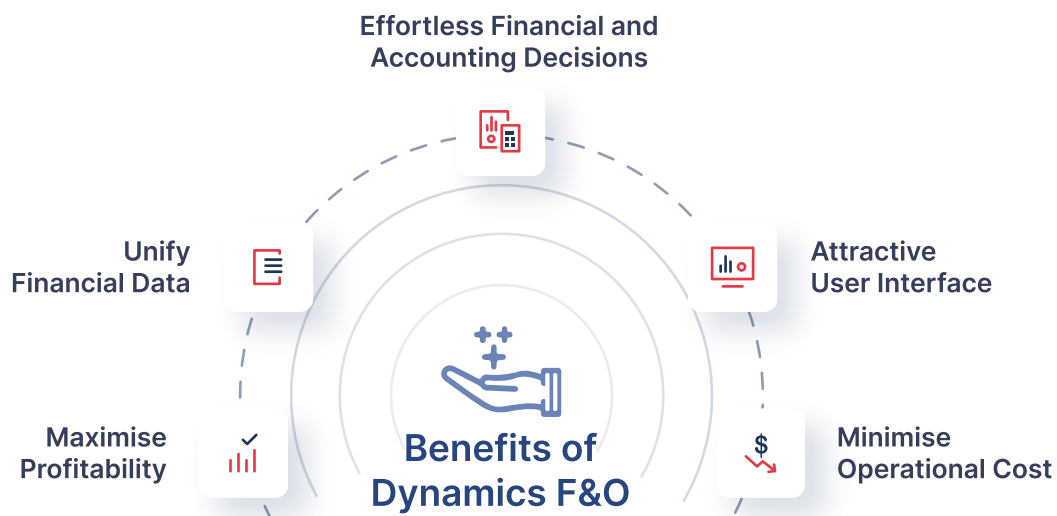 Effortless Financial and
Accounting Decisions
Unify
Financial Data
Attractive
User Interface
Maximise
Profitability
Benefits of
Dynamics F&O
$
Minimise
Operational Cost